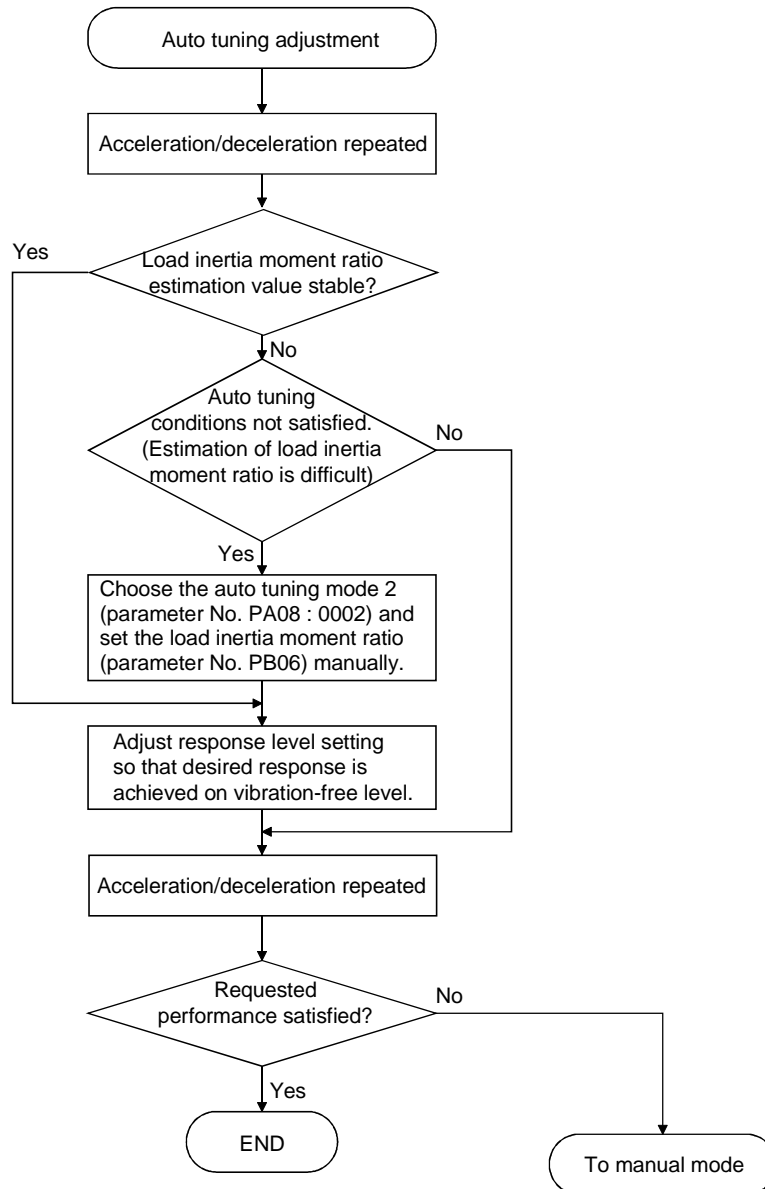 Auto tuning adjustment
Acceleration/deceleration repeated
Yes
Load inertia moment ratio
estimation value stable?
No
Auto tuning
conditions not satisfied.
(Estimation of load inertia
moment ratio is difficult)
No
Yes
Choose the auto tuning mode 2
(parameter No. PA08 : 0002) and
set the load inertia moment ratio
(parameter No. PB06) manually.
Adjust response level setting
so that desired response is
achieved on vibration-free level.
Acceleration/deceleration repeated
Requested
performance satisfied?
No
Yes
END
To manual mode